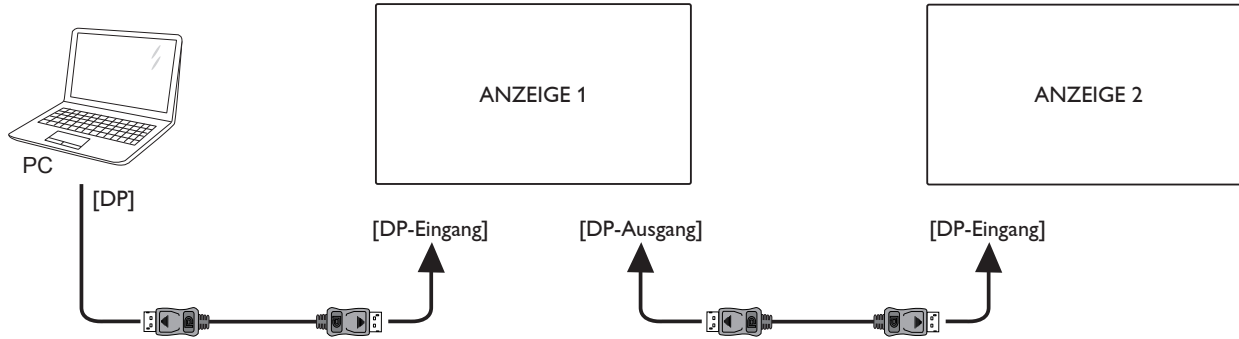 ANZEIGE 1
ANZEIGE 2
PC
[DP]
[DP-Eingang]
[DP-Ausgang]
[DP-Eingang]